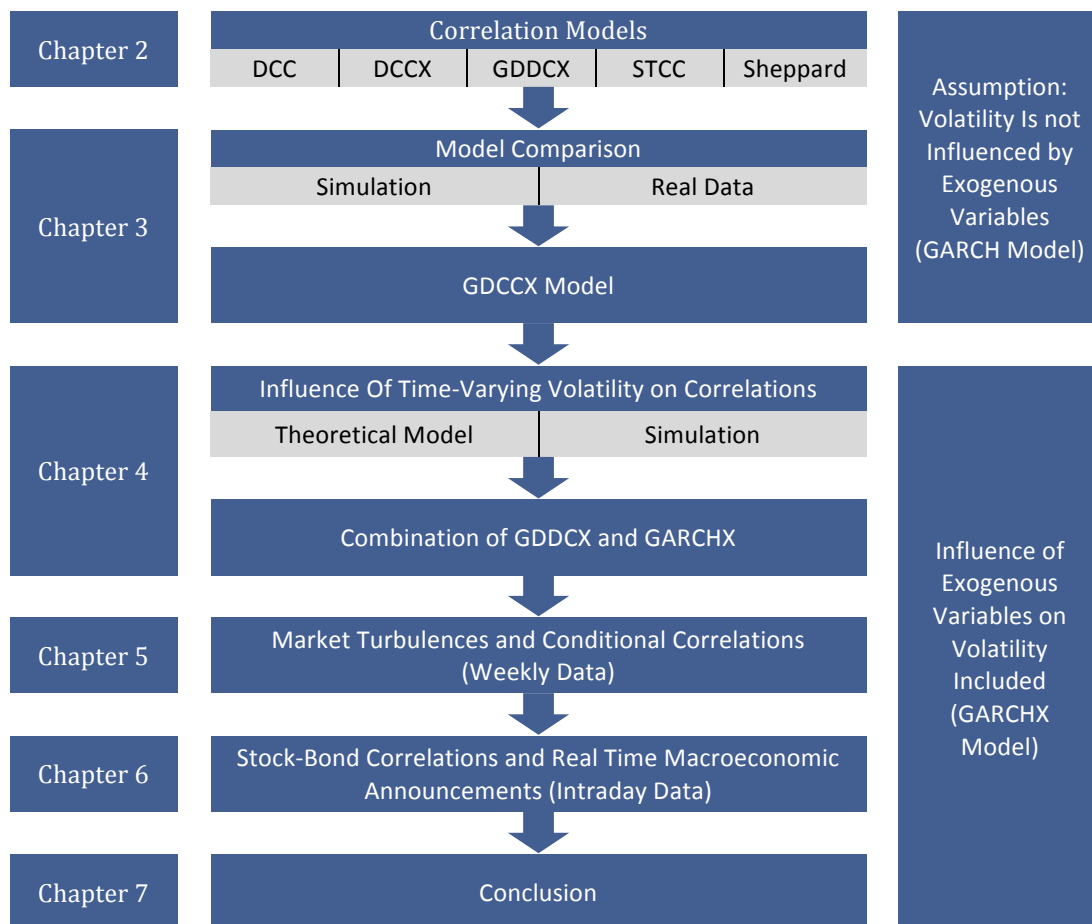 Chapter 2
Correlation Models
DCC
DCCX
GDDCX
STCC
Sheppard
Assumption:
Volatility Is not
Influenced by
Exogenous
Variables
(GARCH Model)
Chapter 3
Model Comparison
Simulation
Real Data
GDCCX Model
Chapter 4
Influence Of Time-Varying Volatility on Correlations
Theoretical Model
Simulation
Combination of GDDCX and GARCHX
Influence of
Exogenous
Variables on
Volatility
Included
(GARCHX
Model)
Chapter 5
Market Turbulences and Conditional Correlations
(Weekly Data)
Chapter 6
Stock-Bond Correlations and Real Time Macroeconomic
Announcements (Intraday Data)
Chapter 7
Conclusion